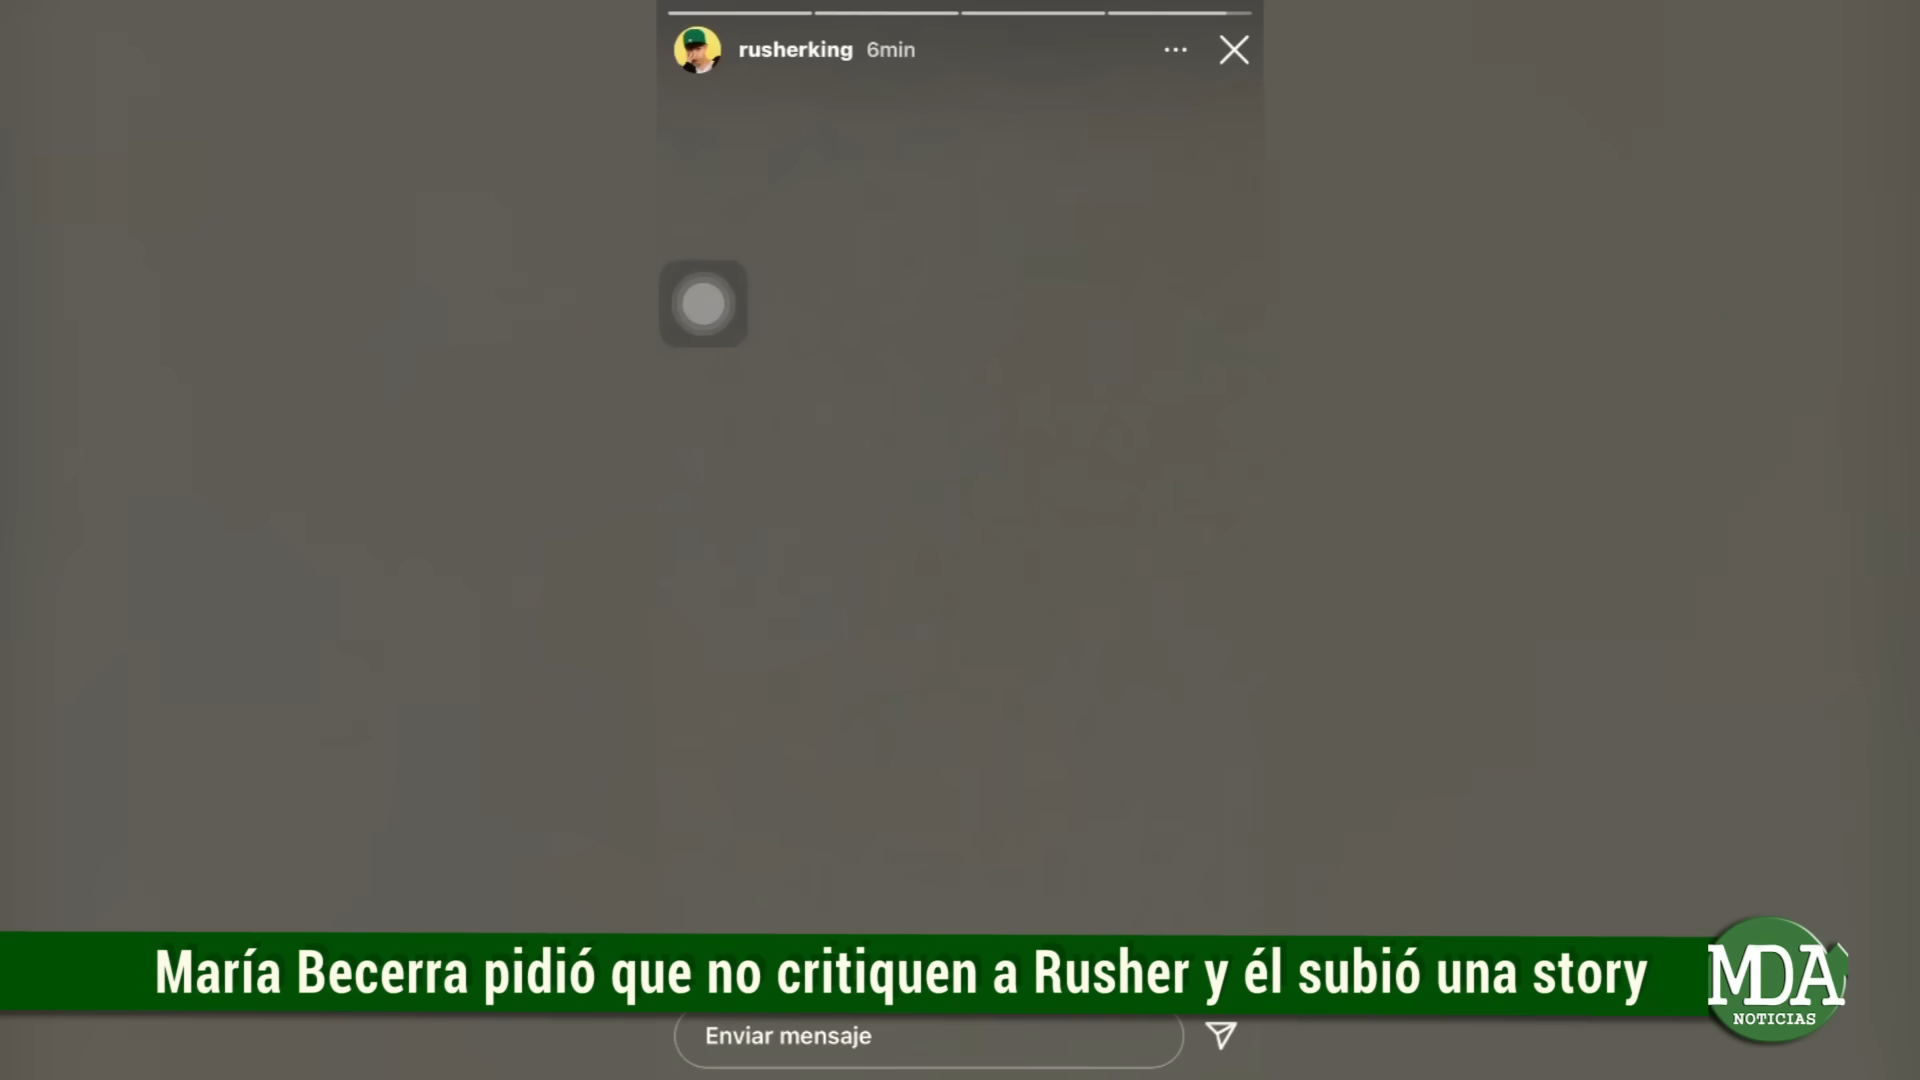 rusherking 6min
María Becerra pidió que no critiquen a Rusher y él subió una story
MDA
NOTICIAS
Enviar mensaje